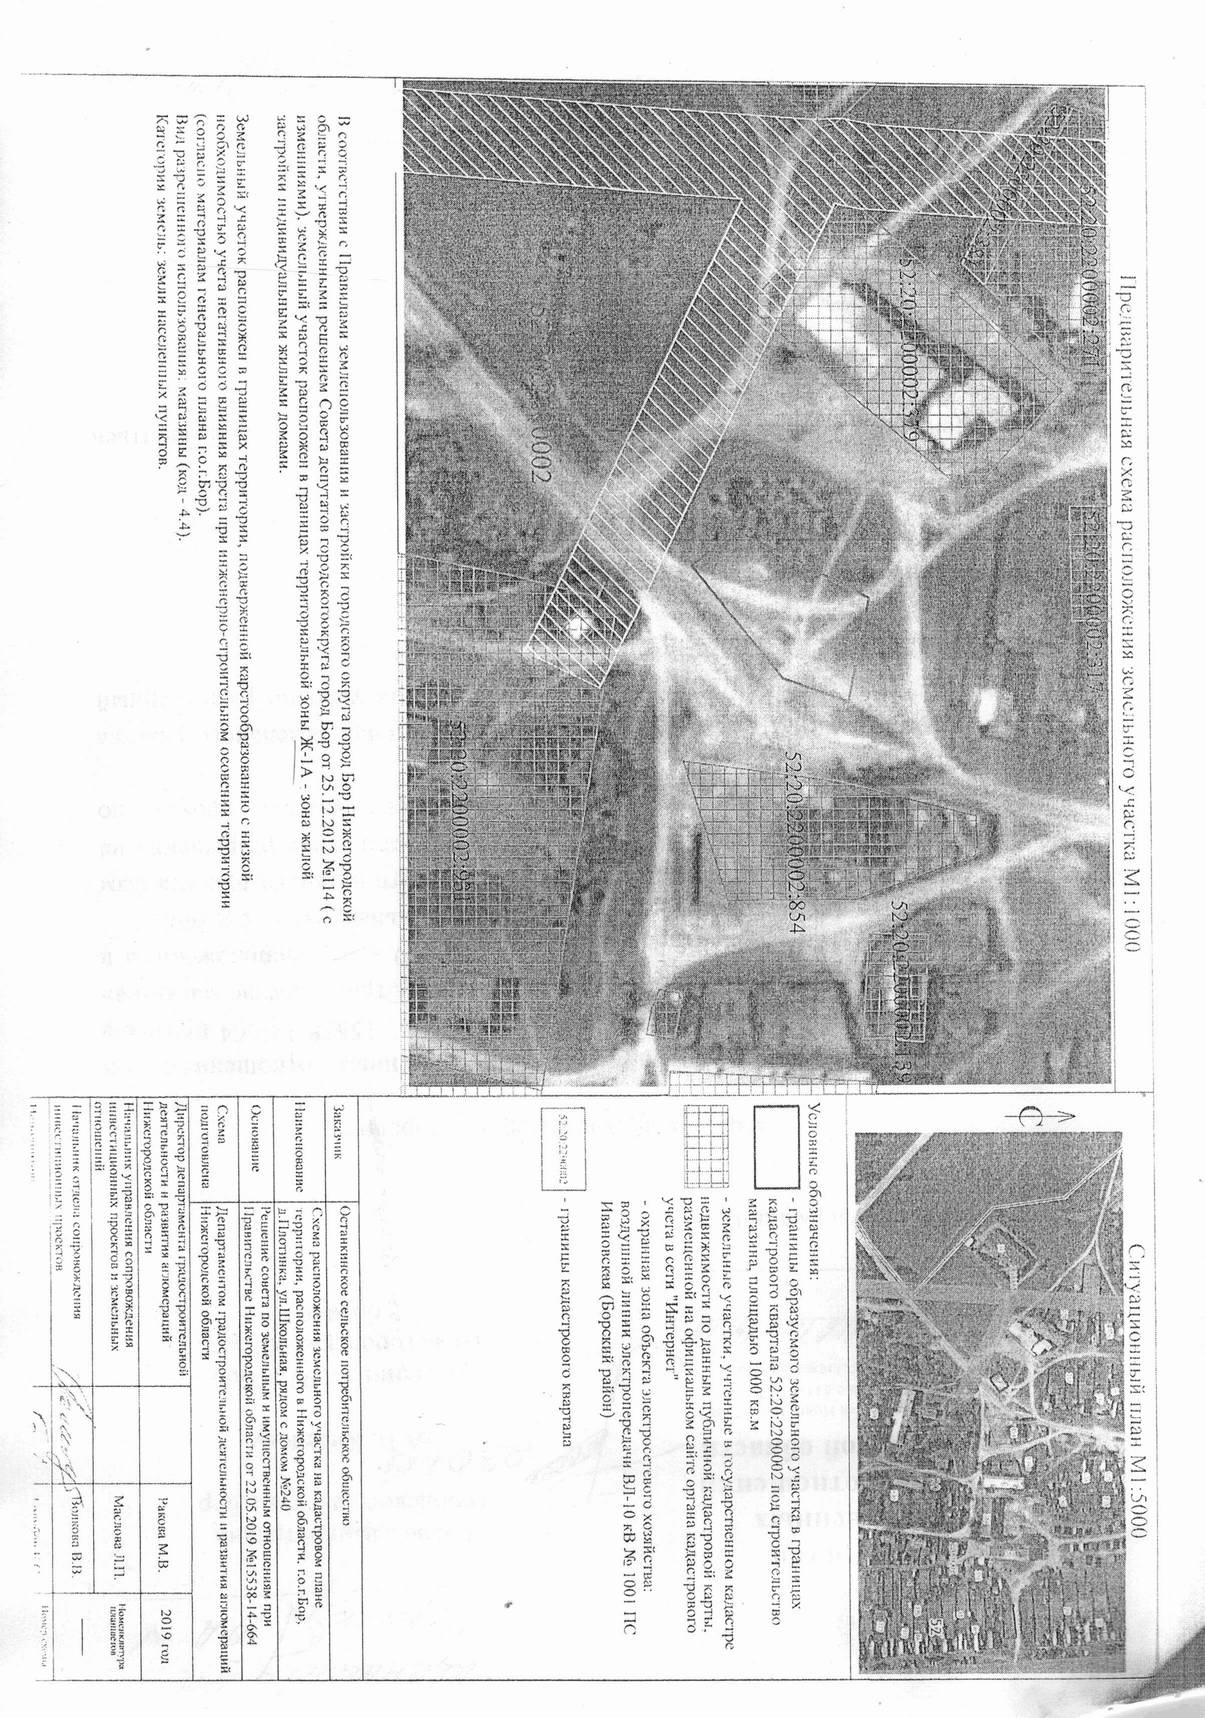 Предварительная схема расположения земельного участка М1:1000
52:20:2200002:271
52:20:2200002:379
52:20:2200002:317
52:20:2200002:854
52:20:2200002:139
Ситуационный план М1:5000
С
Условные обозначения:
- границы образуемого земельного участка в границах
кадастрового квартала 52:20:2200002 под строительство
магазина, площадью 1000 кв.м
- земельные участки, учтенные в государственном кадастре
недвижимости по данным публичной кадастровой карты,
размещенной на официальном сайте органа кадастрового
учета в сети "Интернет"
- охранная зона объекта электросетевого хозяйства:
воздушной линии электропередачи ВЛ-10 кВ № 1001 ПС
Ивановская (Борский район)
52:20:2200002
- границы кадастрового квартала
В соответствии с Правилами землепользования и застройки городского округа город Бор Нижегородской
области, утвержденными решением Совета депутатов городскогоокруга город Бор от 25.12.2012 №114 ( с
изменниями), земельный участок расположен в границах территориальной зоны Ж-1А - зона жилой
застройки индивидуальными жилыми домами.
Земельный участок расположен в границах территории, подверженной карстообразованию с низкой
необходимостью учета негативного влияния карста при инженерно-строительном освоении территории
(согласно материалам генерального плана г.о.г.Бор).
Вид разрешенного использования: магазины (код - 4.4).
Категория земель: земли населенных пунктов.
Заказчик
Останкинское сельское потребительское общество
Наименование
Схема расположения земельного участка на кадастровом плане
территории, расположенного в Нижегородской области, г.о.г.Бор,
д.Плотинка, ул.Школьная, рядом с домом №240
Основание
Решение совета по земельным и имущественным отношениям при
Правительстве Нижегородской области от 22.05.2019 №15538-14-664
Схема
подготовлена
Департаментом градостроительной деятельности и развития агломераций
Нижегородской области
Директор департамента градостроительной
деятельности и развития агломераций
Нижегородской области
Ракова М.В.
2019 год
Начальник управления сопровождения
инвестиционных проектов и земельных
отношений
Маслова Л.П.
Номенклатура
планшетов
Начальник отдела сопровождения
инвестиционных проектов
Волкова В.В.
—
Номер схемы